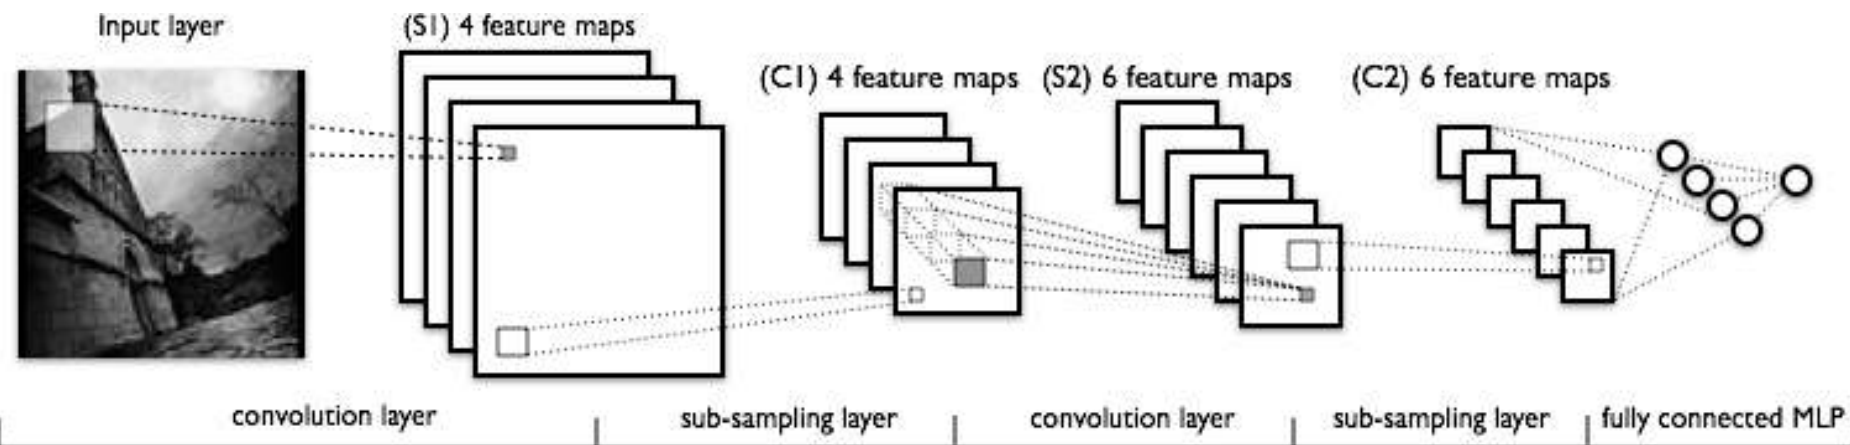 Input layer
(S1) 4 feature maps
(C1) 4 feature maps
(S2) 6 feature maps
(C2) 6 feature maps
convolution layer
sub-sampling layer
convolution layer
sub-sampling layer
fully connected MLP